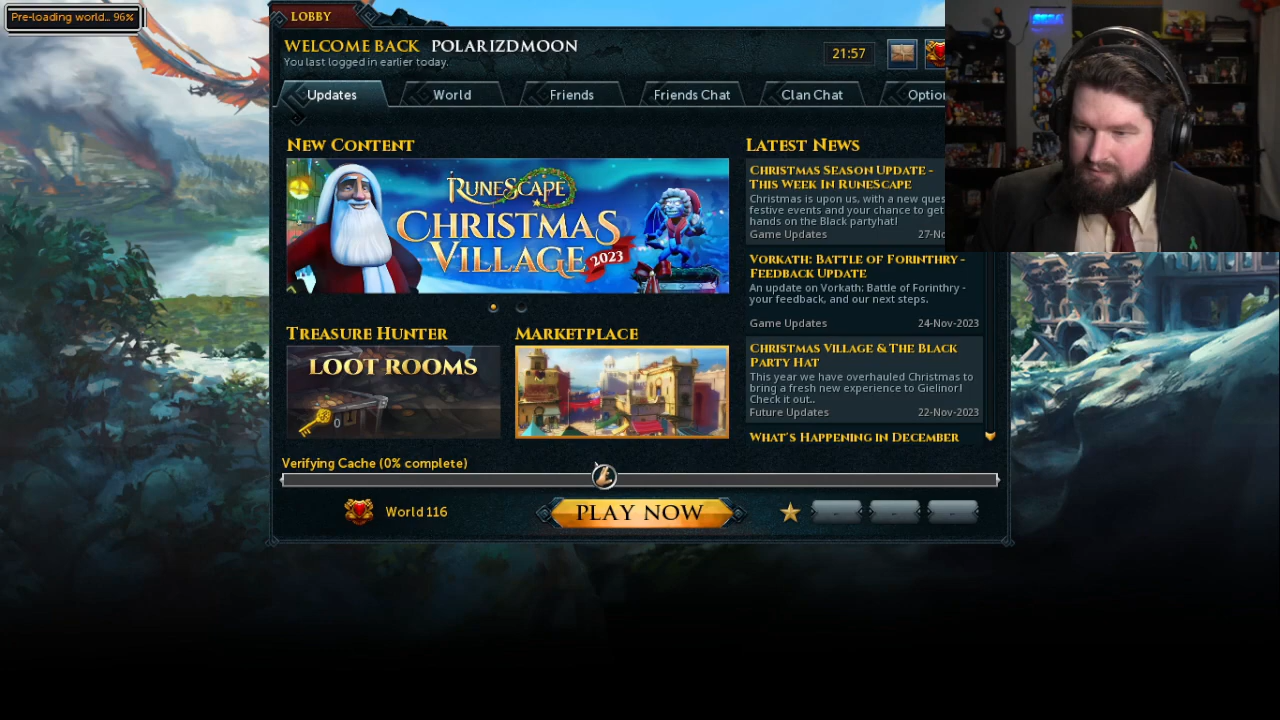 Pre-loading world... 96%
LOBBY
WELCOME BACK POLARIZDMOON
You last logged in earlier today.
21:57
Updates
World
Friends
Friends Chat
Clan Chat
NEW CONTENT
RUNESCAPE
CHRISTMAS
VILLAGE 2023
LATEST NEWS
CHRISTMAS SEASON UPDATE -
THIS WEEK IN RUNESCAPE
Christmas is upon us, with a new
festive events and your chance to get
hands on the Black partyhat!
Game Updates
VORKATH: BATTLE OF FORINTHRY -
FEEDBACK UPDATE
An update on Vorkath: Battle of Forinthry -
your feedback, and our next steps.
Game Updates 24-Nov-2023
CHRISTMAS VILLAGE & THE BLACK
PARTY HAT
This year we have overhauled Christmas to
bring a fresh new experience to Gielinor!
Check it out..
Future Updates 22-Nov-2023
WHAT'S HAPPENING IN DECEMBER
TREASURE HUNTER
LOOT ROOMS
0
MARKETPLACE
Verifying Cache (0% complete)
World 116
PLAY NOW